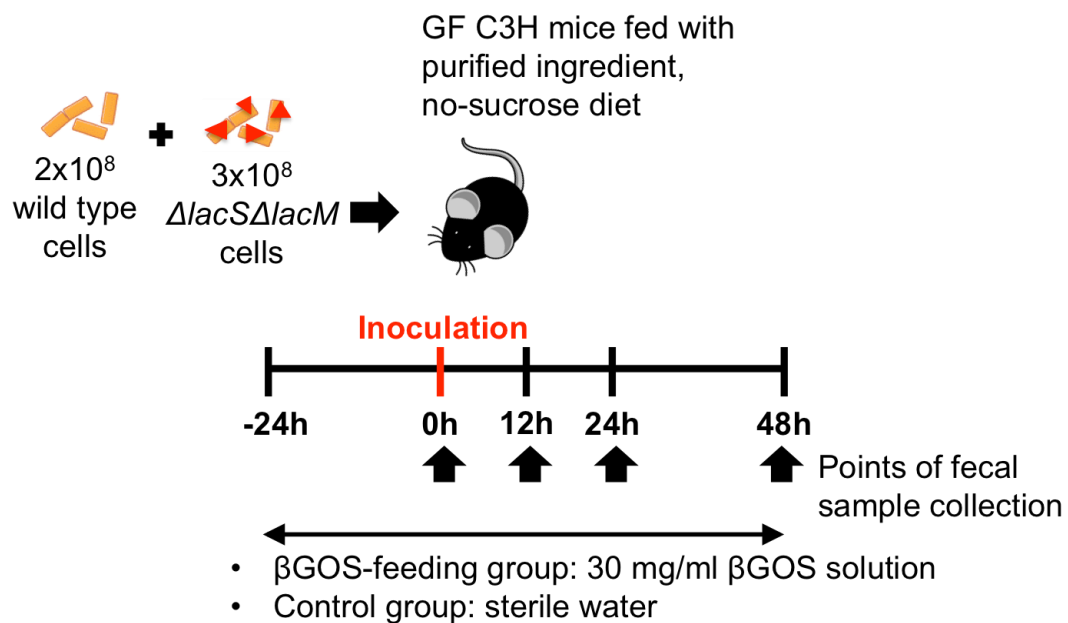 GF C3H mice fed with
purified ingredient,
no-sucrose diet
2x10⁸
wild type
cells
3x10⁸
ΔlacSΔlacM
cells
Inoculation
-24h 0h 12h 24h 48h
Points of fecal
sample collection
• βGOS-feeding group: 30 mg/ml βGOS solution
• Control group: sterile water